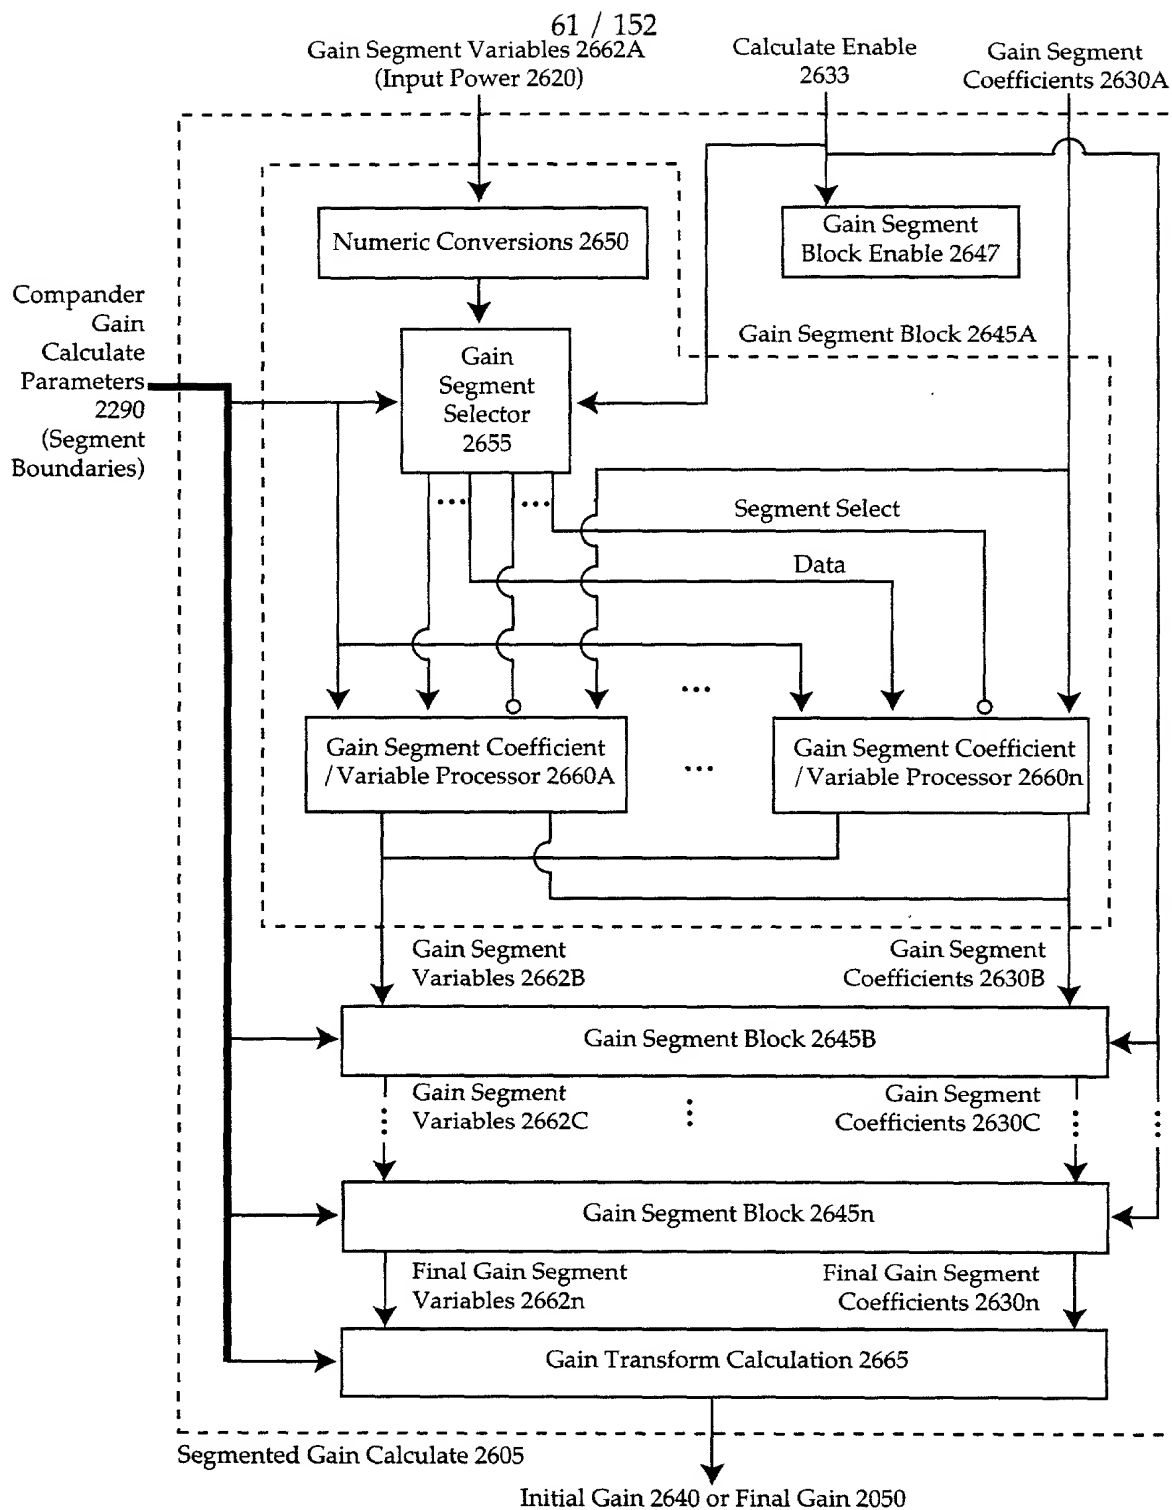 61 / 152
Gain Segment Variables 2662A
(Input Power 2620)
Calculate Enable
2633
Gain Segment
Coefficients 2630A
Numeric Conversions 2650
Gain Segment
Block Enable 2647
Compander
Gain
Calculate
Parameters
2290
(Segment
Boundaries)
Gain Segment Block 2645A
Gain
Segment
Selector
2655
...
...
Segment Select
Data
...
Gain Segment Coefficient
/Variable Processor 2660A
...
Gain Segment Coefficient
/Variable Processor 2660n
Gain Segment
Variables 2662B
Gain Segment
Coefficients 2630B
Gain Segment Block 2645B
Gain Segment
Variables 2662C
Gain Segment
Coefficients 2630C
Gain Segment Block 2645n
Final Gain Segment
Variables 2662n
Final Gain Segment
Coefficients 2630n
Gain Transform Calculation 2665
Segmented Gain Calculate 2605
Initial Gain 2640 or Final Gain 2050